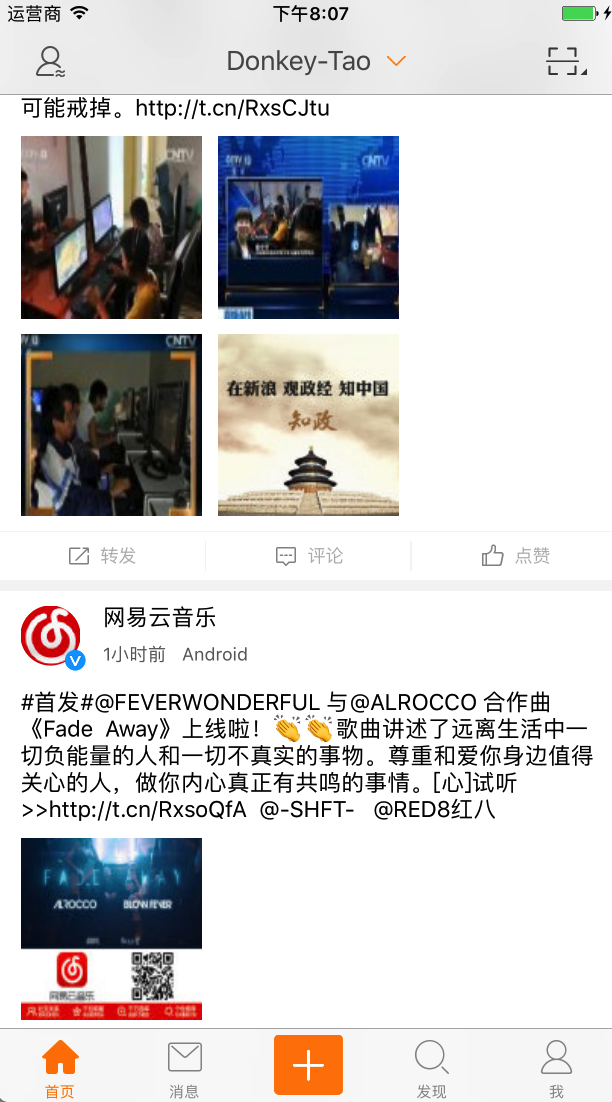 运营商 下午8:07
Donkey-Tao
可能戒掉。http://t.cn/RxsCJtu
CNTV
CCTV 13 CNTV
CNTV
在新浪 观政经 知中国
知政
转发 评论 点赞
网易云音乐
1小时前 Android
#首发#@FEVERWONDERFUL 与@ALROCCO 合作曲
《Fade Away》上线啦！👏👏歌曲讲述了远离生活中一
切负能量的人和一切不真实的事物。尊重和爱你身边值得
关心的人，做你内心真正有共鸣的事情。[心]试听
>>http://t.cn/RxsoQfA @-SHFT- @RED8红八
FADE AWAY
ALROCCO BLOWN FEVER
网易云音乐
首页 消息 发现 我